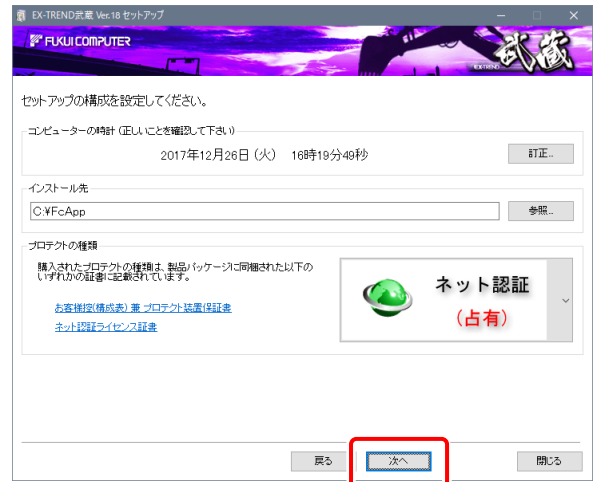 EX-TREND武蔵 Ver.18 セットアップ
FUKUI COMPUTER
EX-TREND 武蔵
セットアップの構成を設定してください。
コンピューターの時計 (正しいことを確認して下さい)
2017年12月26日 (火) 16時19分49秒
訂正...
インストール先
C:¥FcApp
参照...
プロテクトの種類
購入されたプロテクトの種類は、製品パッケージに同梱された以下の
いずれかの証書に記載されています。
お客様控(構成表) 兼 プロテクト装置保証書
ネット認証ライセンス証書
ネット認証
(占有)
戻る
次へ
閉じる